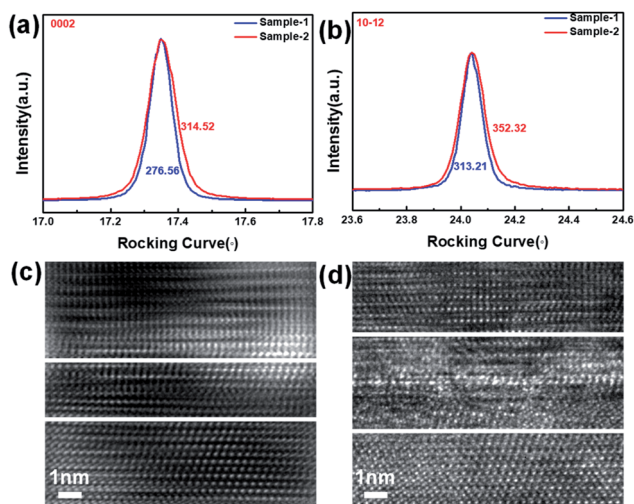 (a)
0002
Sample-1
Sample-2
Intensity(a.u.)
314.52
276.56
17.0 17.2 17.4 17.6 17.8
Rocking Curve(◦)
(b)
10-12
Sample-1
Sample-2
Intensity(a.u.)
352.32
313.21
23.6 23.8 24.0 24.2 24.4 24.6
Rocking Curve(◦)
(c)
1nm
(d)
1nm